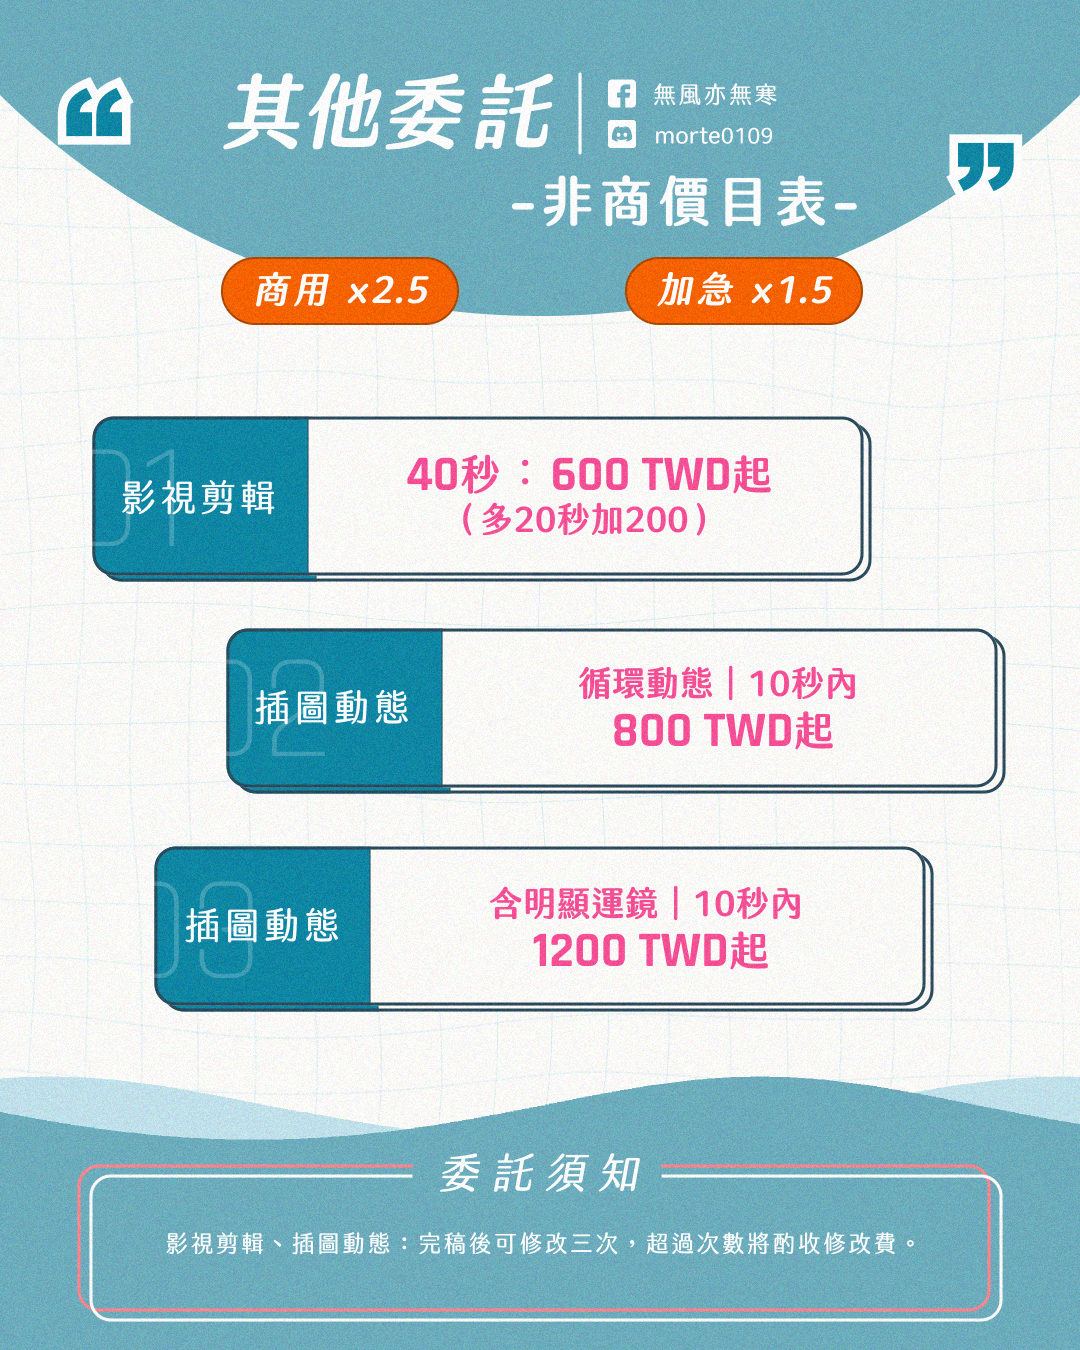 其他委託
無風亦無寒
morte0109
-非商價目表-
商用 x2.5
加急 x1.5
01
影視剪輯
40秒：600 TWD起
（多20秒加200）
02
插圖動態
循環動態｜10秒內
800 TWD起
03
插圖動態
含明顯運鏡｜10秒內
1200 TWD起
委託須知
影視剪輯、插圖動態：完稿後可修改三次，超過次數將酌收修改費。